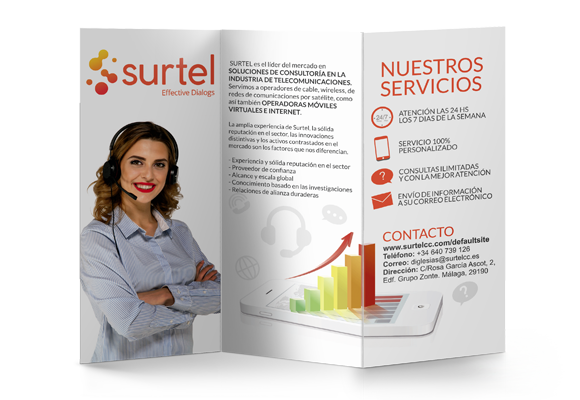 surtel
Effective Dialogs
SURTEL es el líder del mercado en
SOLUCIONES DE CONSULTORÍA EN LA
INDUSTRIA DE TELECOMUNICACIONES.
Servimos a operadores de cable, wireless, de
redes de comunicaciones por satélite, como
así también OPERADORAS MÓVILES
VIRTUALES E INTERNET.
La amplia experiencia de Surtel, la sólida
reputación en el sector, las innovaciones
distintivas y los activos contrastados en el
mercado son los factores que nos diferencian.
- Experiencia y sólida reputación en el sector
- Proveedor de confianza
- Alcance y escala global
- Conocimiento basado en las investigaciones
- Relaciones de alianza duraderas
NUESTROS
SERVICIOS
24/7
ATENCIÓN LAS 24 HS
LOS 7 DIAS DE LA SEMANA
SERVICIO 100%
PERSONALIZADO
?
CONSULTAS ILIMITADAS
Y CON LA MEJOR ATENCIÓN
ENVÍO DE INFORMACIÓN
A SU CORREO ELECTRÓNICO
CONTACTO
www.surtelcc.com/defaultsite
Teléfono: +34 640 739 126
Correo: diglesias@surtelcc.es
Dirección: C/Rosa García Ascot, 2,
Edf. Grupo Zonte. Málaga, 29190
?